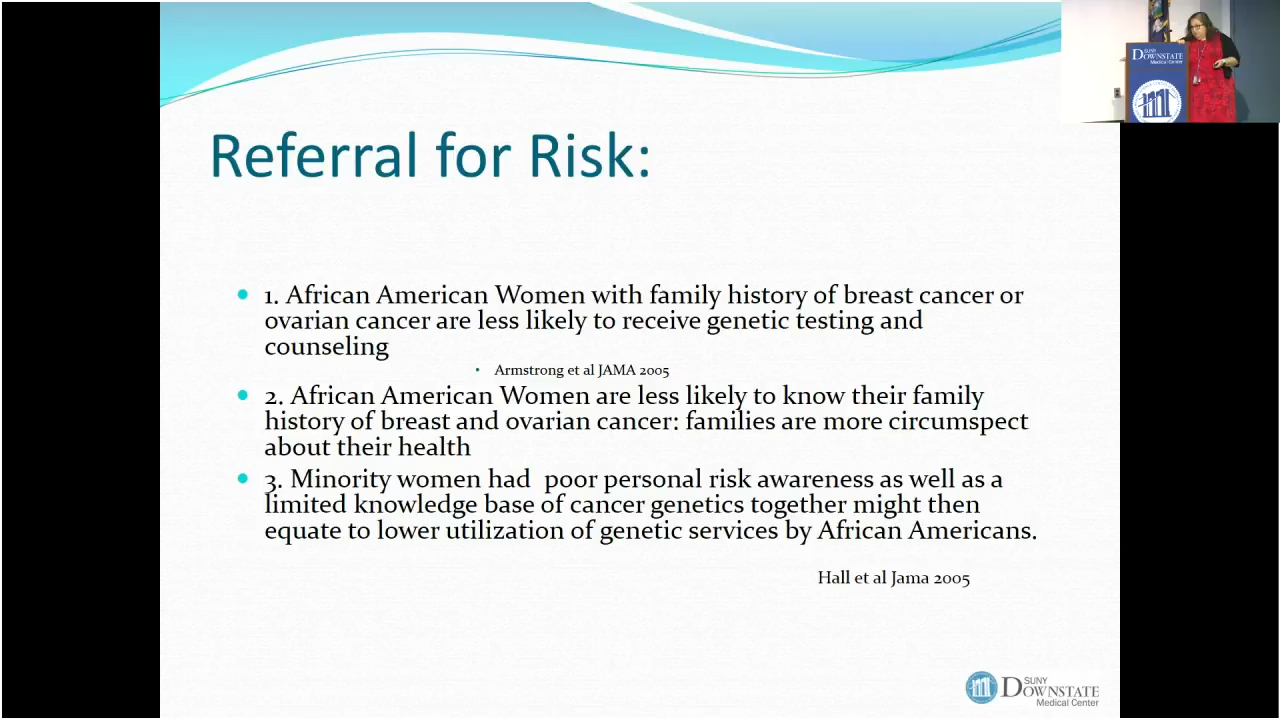 SUNY
DOWNSTATE
Medical Center
Referral for Risk:
1. African American Women with family history of breast cancer or
ovarian cancer are less likely to receive genetic testing and
counseling
Armstrong et al JAMA 2005
2. African American Women are less likely to know their family
history of breast and ovarian cancer: families are more circumspect
about their health
3. Minority women had  poor personal risk awareness as well as a
limited knowledge base of cancer genetics together might then
equate to lower utilization of genetic services by African Americans.
Hall et al Jama 2005
SUNY
DOWNSTATE
Medical Center